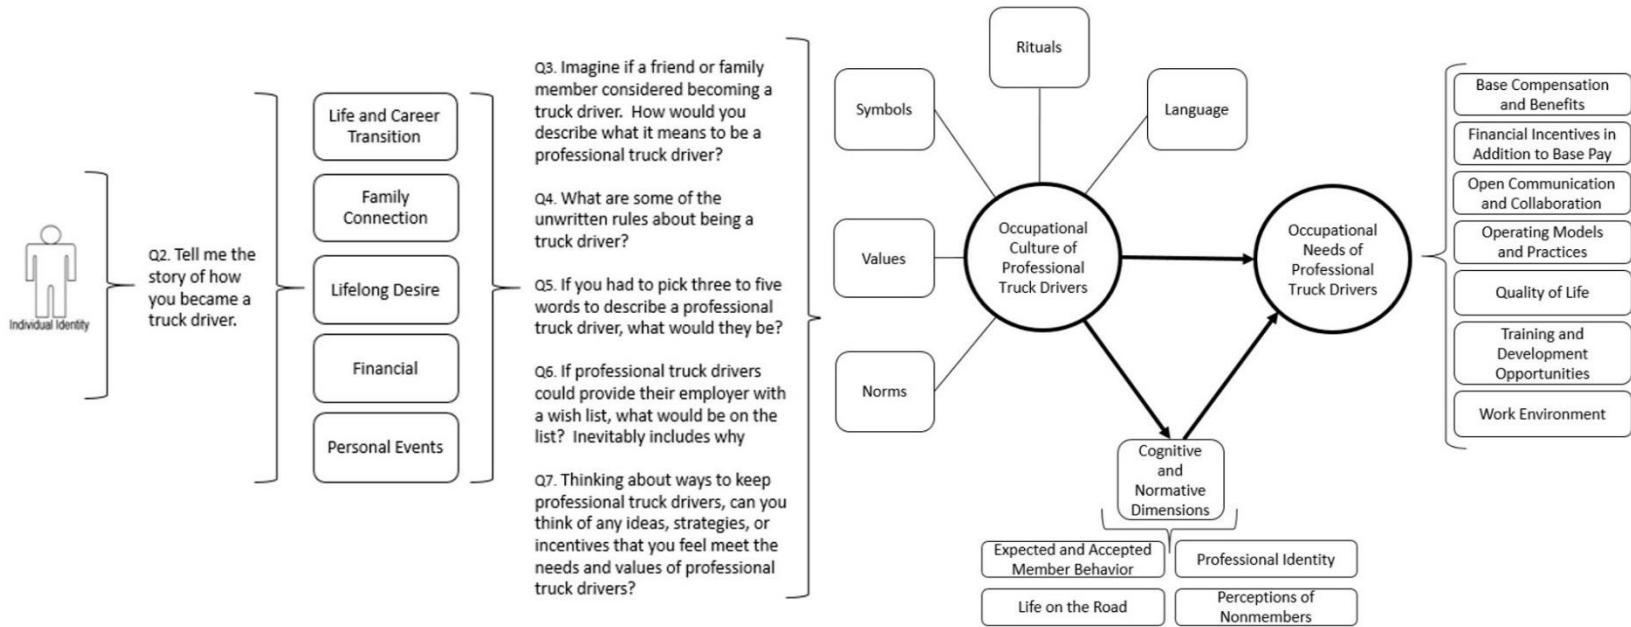 Individual Identity
Q2. Tell me the
story of how
you became a
truck driver.
Life and Career
Transition
Family
Connection
Lifelong Desire
Financial
Personal Events
Q3. Imagine if a friend or family
member considered becoming a
truck driver.  How would you
describe what it means to be a
professional truck driver?
Q4. What are some of the
unwritten rules about being a
truck driver?
Q5. If you had to pick three to five
words to describe a professional
truck driver, what would they be?
Q6. If professional truck drivers
could provide their employer with
a wish list, what would be on the
list?  Inevitably includes why
Q7. Thinking about ways to keep
professional truck drivers, can you
think of any ideas, strategies, or
incentives that you feel meet the
needs and values of professional
truck drivers?
Rituals
Symbols
Language
Values
Norms
Occupational
Culture of
Professional
Truck Drivers
Occupational
Needs of
Professional
Truck Drivers
Cognitive
and
Normative
Dimensions
Expected and Accepted
Member Behavior
Professional Identity
Life on the Road
Perceptions of
Nonmembers
Base Compensation
and Benefits
Financial Incentives in
Addition to Base Pay
Open Communication
and Collaboration
Operating Models
and Practices
Quality of Life
Training and
Development
Opportunities
Work Environment